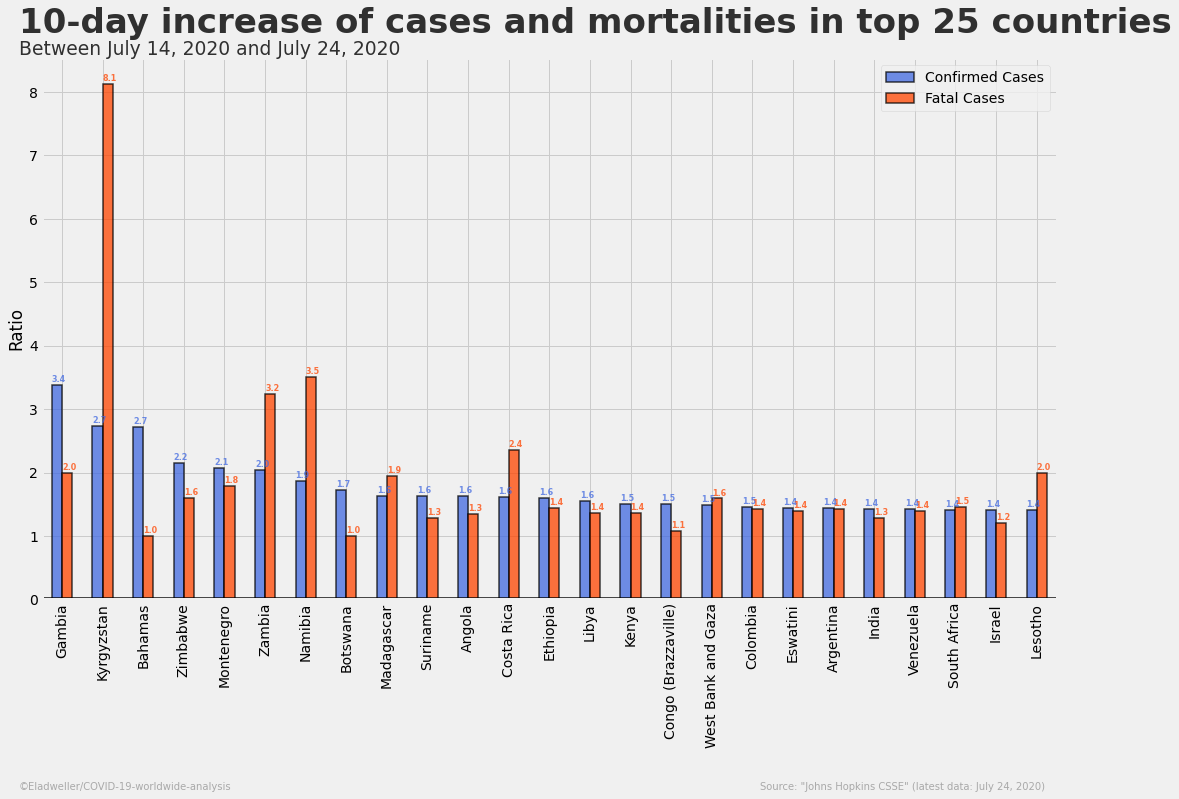 10-day increase of cases and mortalities in top 25 countries
Between July 14, 2020 and July 24, 2020
Confirmed Cases
Fatal Cases
Ratio
8
7
6
5
4
3
2
1
0
3.4 2.0
2.7 8.1
2.7 1.0
2.2 1.6
2.1 1.8
3.2
3.5
1.7 1.0
1.9
1.6 1.3
1.6 1.3
1.6 2.4
1.6 1.4
1.6 1.4
1.5 1.4
1.5 1.1
1.6
1.5 1.4
1.4 1.4
1.4 1.4
1.4 1.3
1.4 1.4
1.4 1.5
1.4 1.2
1.4 2.0
Gambia
Kyrgyzstan
Bahamas
Zimbabwe
Montenegro
Zambia
Namibia
Botswana
Madagascar
Suriname
Angola
Costa Rica
Ethiopia
Libya
Kenya
Congo (Brazzaville)
West Bank and Gaza
Colombia
Eswatini
Argentina
India
Venezuela
South Africa
Israel
Lesotho
©Eladweller/COVID-19-worldwide-analysis
Source: "Johns Hopkins CSSE" (latest data: July 24, 2020)